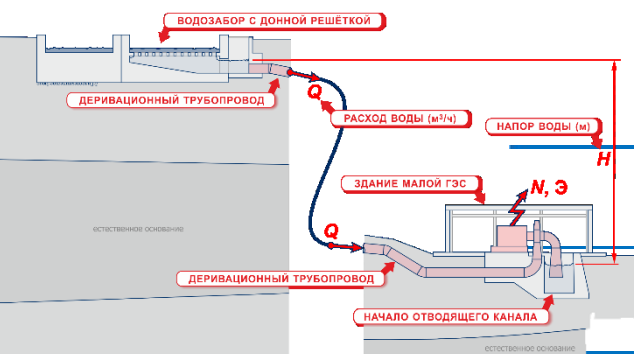 ВОДОЗАБОР С ДОННОЙ РЕШЁТКОЙ
ДЕРИВАЦИОННЫЙ ТРУБОПРОВОД
Q
РАСХОД ВОДЫ (м³/ч)
НАПОР ВОДЫ (м)
H
ЗДАНИЕ МАЛОЙ ГЭС
N, Э
естественное основание
Q
ДЕРИВАЦИОННЫЙ ТРУБОПРОВОД
НАЧАЛО ОТВОДЯЩЕГО КАНАЛА
естественное основание